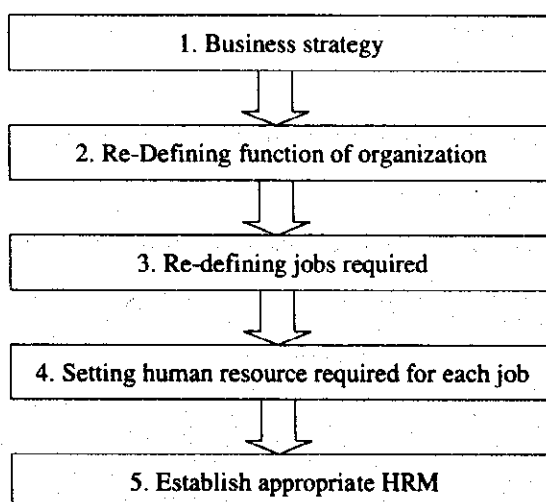 1. Business strategy
2. Re-Defining function of organization
3. Re-defining jobs required
4. Setting human resource required for each job
5. Establish appropriate HRM